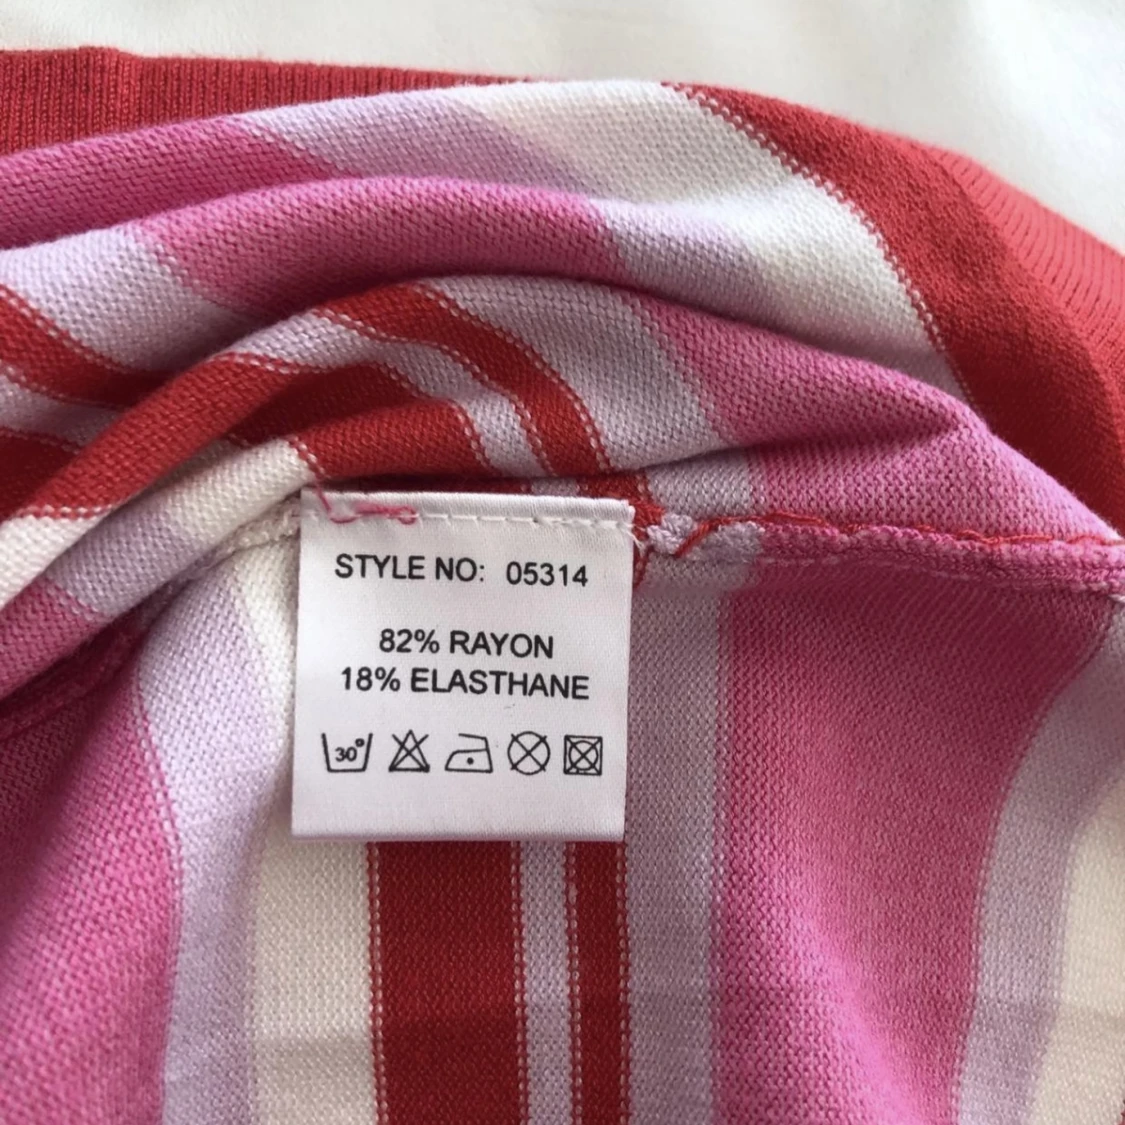 STYLE NO: 05314
82% RAYON
18% ELASTHANE
30°